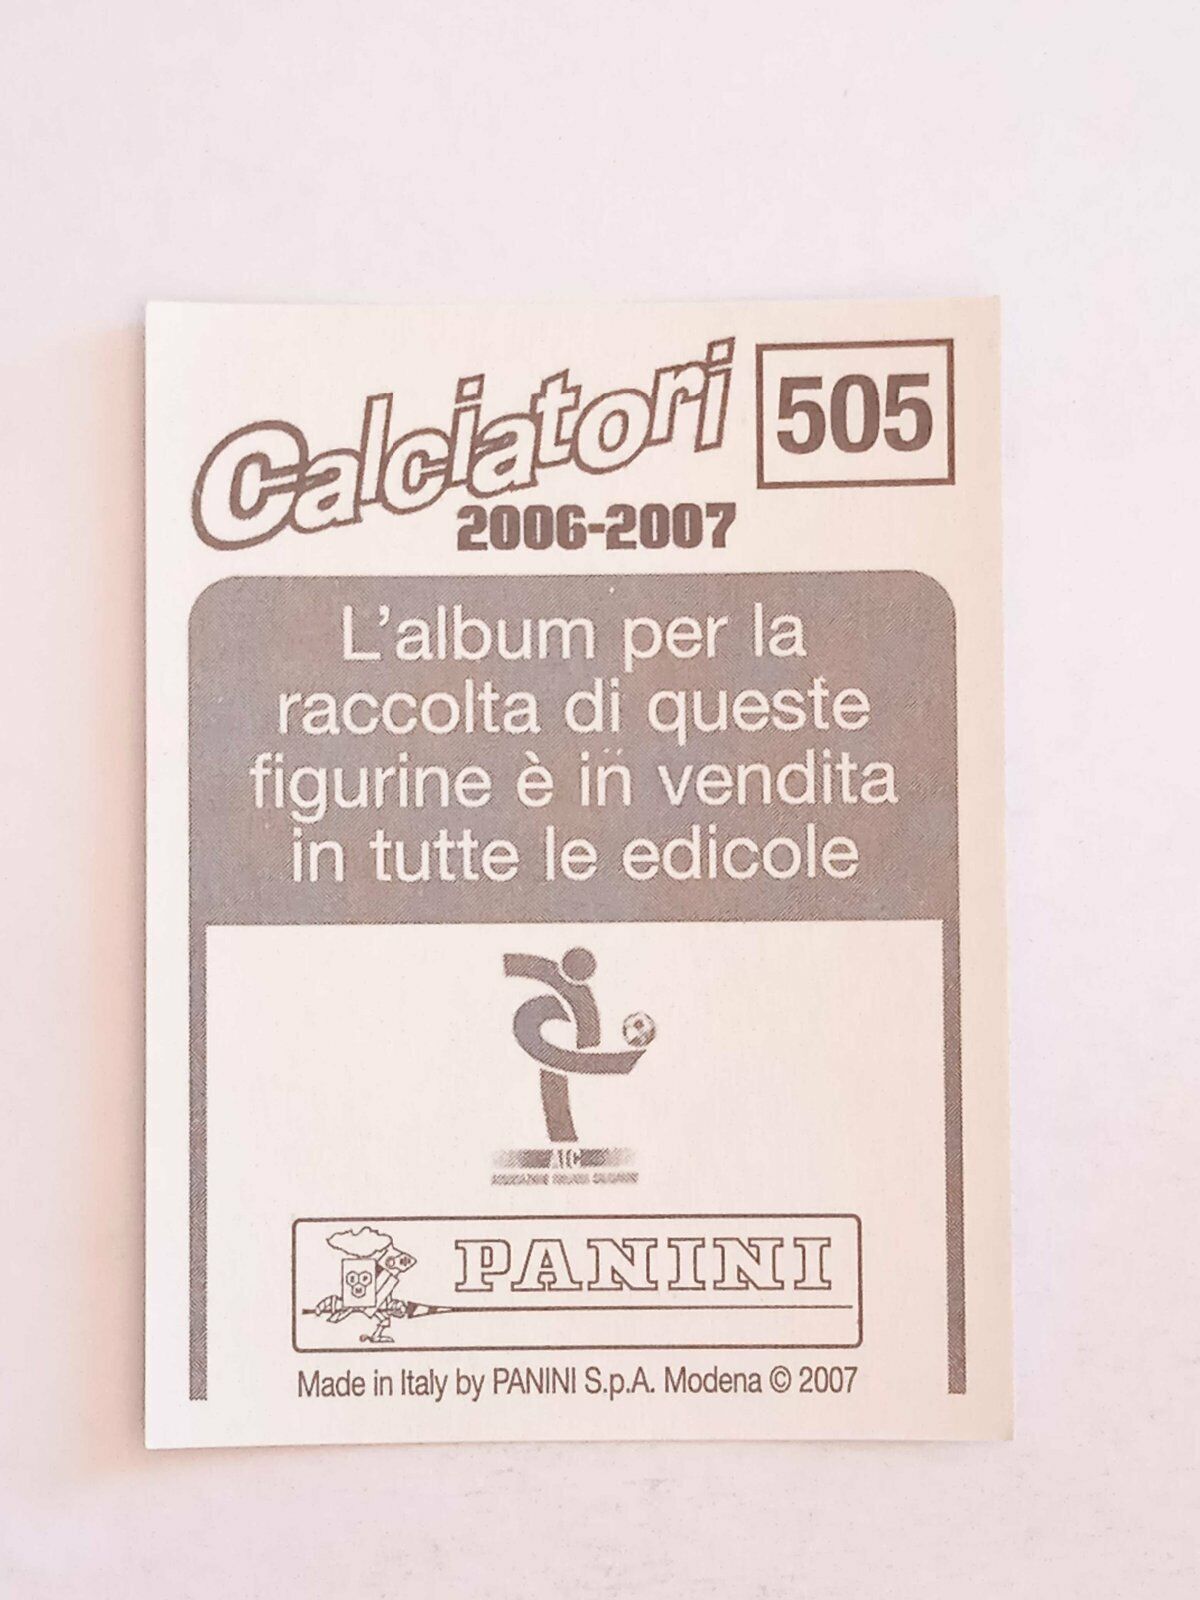 Calciatori
505
2006-2007
L'album per la
raccolta di queste
figurine è in vendita
in tutte le edicole
AIC
PANINI
Made in Italy by PANINI S.p.A. Modena © 2007